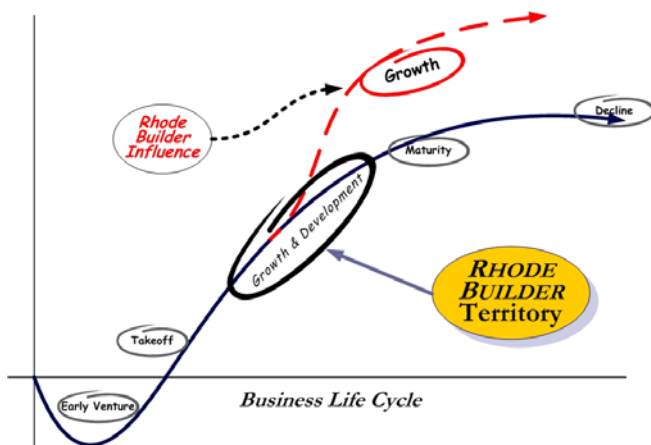 Growth
Decline
Rhode
Builder
Influence
Maturity
Growth & Development
RHODE
BUILDER
Territory
Takeoff
Early Venture
Business Life Cycle